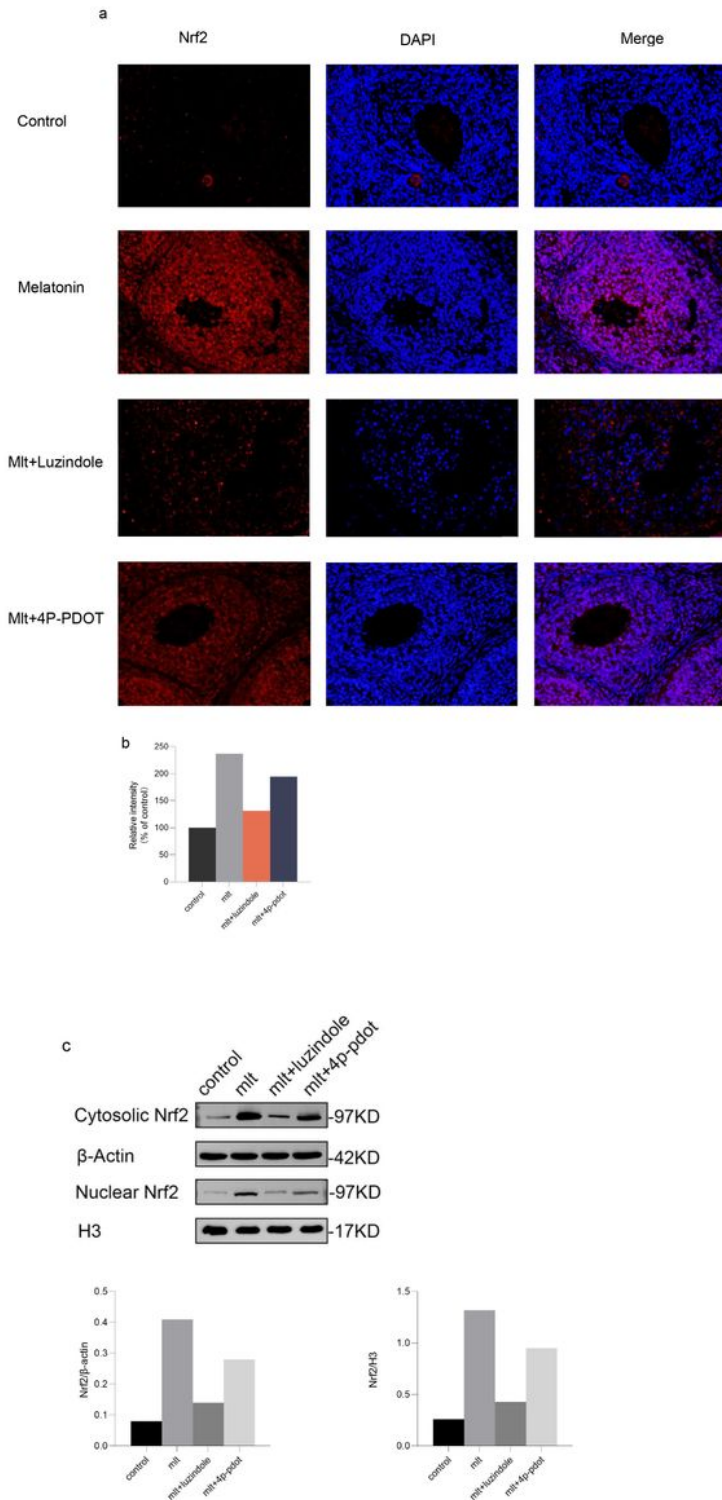 a
Nrf2 DAPI Merge
Control
Melatonin
Mlt+Luzindole
Mlt+4P-PDOT
b
Relative intensity
(% of control)
250
200
150
100
50
0
control mlt mlt+luzindole mlt+4p-pdot
c
control mlt mlt+luzindole mlt+4p-pdot
Cytosolic Nrf2 -97KD
β-Actin -42KD
Nuclear Nrf2 -97KD
H3 -17KD
Nrf2/β-actin
0.5
0.4
0.3
0.2
0.1
0.0
control mlt mlt+luzindole mlt+4p-pdot
Nrf2/H3
1.5
1.0
0.5
0.0
control mlt mlt+luzindole mlt+4p-pdot